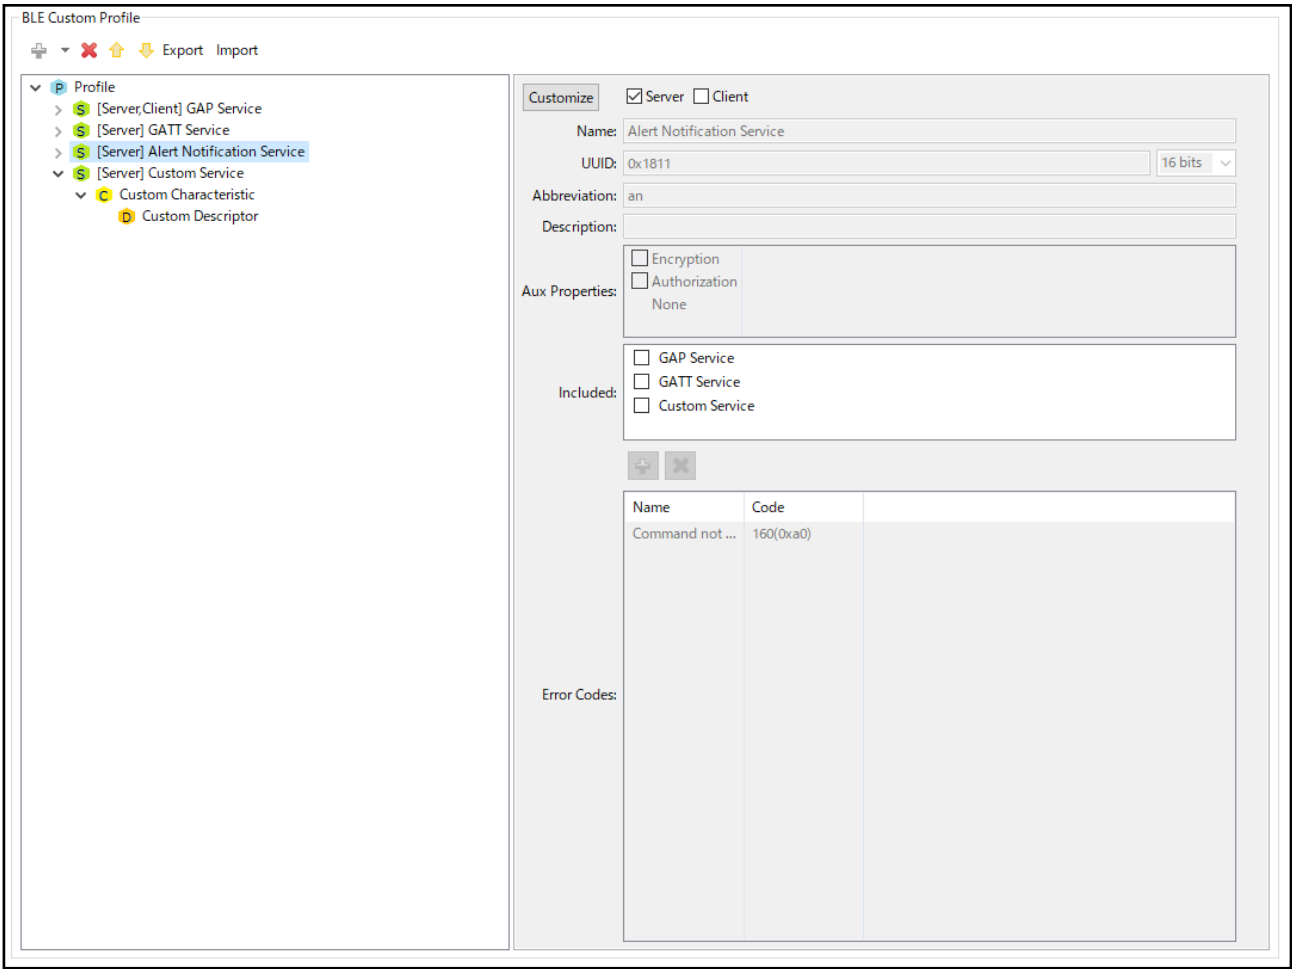 BLE Custom Profile
Export Import
P Profile
S [Server,Client] GAP Service
S [Server] GATT Service
S [Server] Alert Notification Service
S [Server] Custom Service
C Custom Characteristic
D Custom Descriptor
Customize Server Client
Name: Alert Notification Service
UUID: 0x1811 16 bits
Abbreviation: an
Description:
Aux Properties:
Encryption
Authorization
None
Included:
GAP Service
GATT Service
Custom Service
Error Codes:
Name Code
Command not ... 160(0xa0)